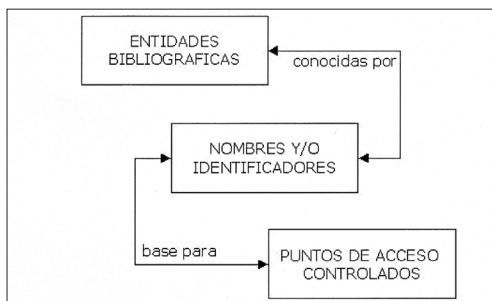 ENTIDADES
BIBLIOGRAFICAS
conocidas por
NOMBRES Y/O
IDENTIFICADORES
base para
PUNTOS DE ACCESO
CONTROLADOS